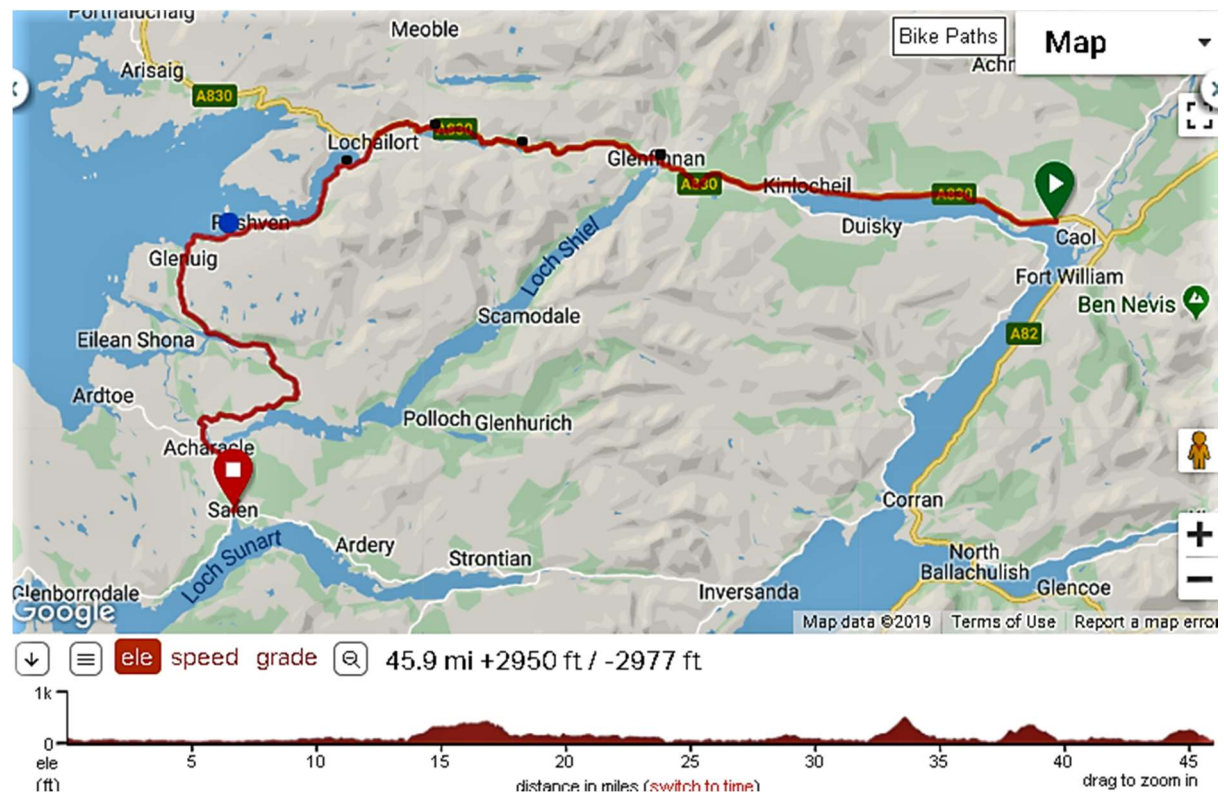 Portnaluchaig
Meoble
Bike Paths
Map
Arisaig
A830
Lochailort
A830
Glenfinnan
A830
Kinlocheil
A830
Duisky
Caol
Roshven
Glenuig
Loch Shiel
Fort William
Ben Nevis
Scamodale
Eilean Shona
A82
Ardtoe
Polloch
Glenhurich
Acharacle
Corran
Salen
Loch Sunart
Ardery
Strontian
North
Ballachulish
Glenborrodale
Inversanda
Glencoe
Google
Map data ©2019 Terms of Use Report a map error
ele speed grade 45.9 mi +2950 ft / -2977 ft
1k
0
5 10 15 20 25 30 35 40 45
ele
(ft)
distance in miles (switch to time)
drag to zoom in